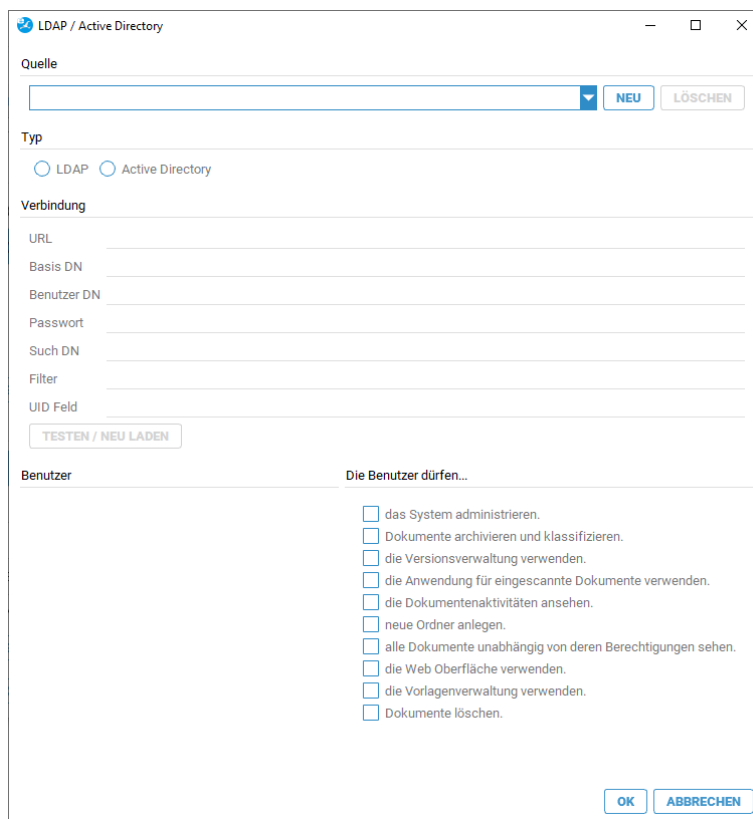 LDAP / Active Directory
Quelle
NEU LÖSCHEN
Typ
LDAP Active Directory
Verbindung
URL
Basis DN
Benutzer DN
Passwort
Such DN
Filter
UID Feld
TESTEN / NEU LADEN
Benutzer Die Benutzer dürfen...
das System administrieren.
Dokumente archivieren und klassifizieren.
die Versionsverwaltung verwenden.
die Anwendung für eingescannte Dokumente verwenden.
die Dokumentenaktivitäten ansehen.
neue Ordner anlegen.
alle Dokumente unabhängig von deren Berechtigungen sehen.
die Web Oberfläche verwenden.
die Vorlagenverwaltung verwenden.
Dokumente löschen.
OK ABBRECHEN